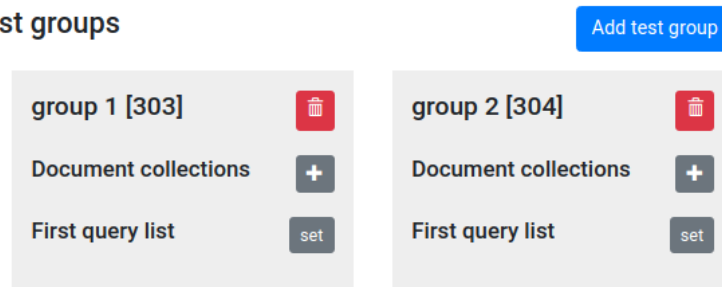 st groups
Add test group
group 1 [303]
group 2 [304]
Document collections
Document collections
First query list
set
First query list
set